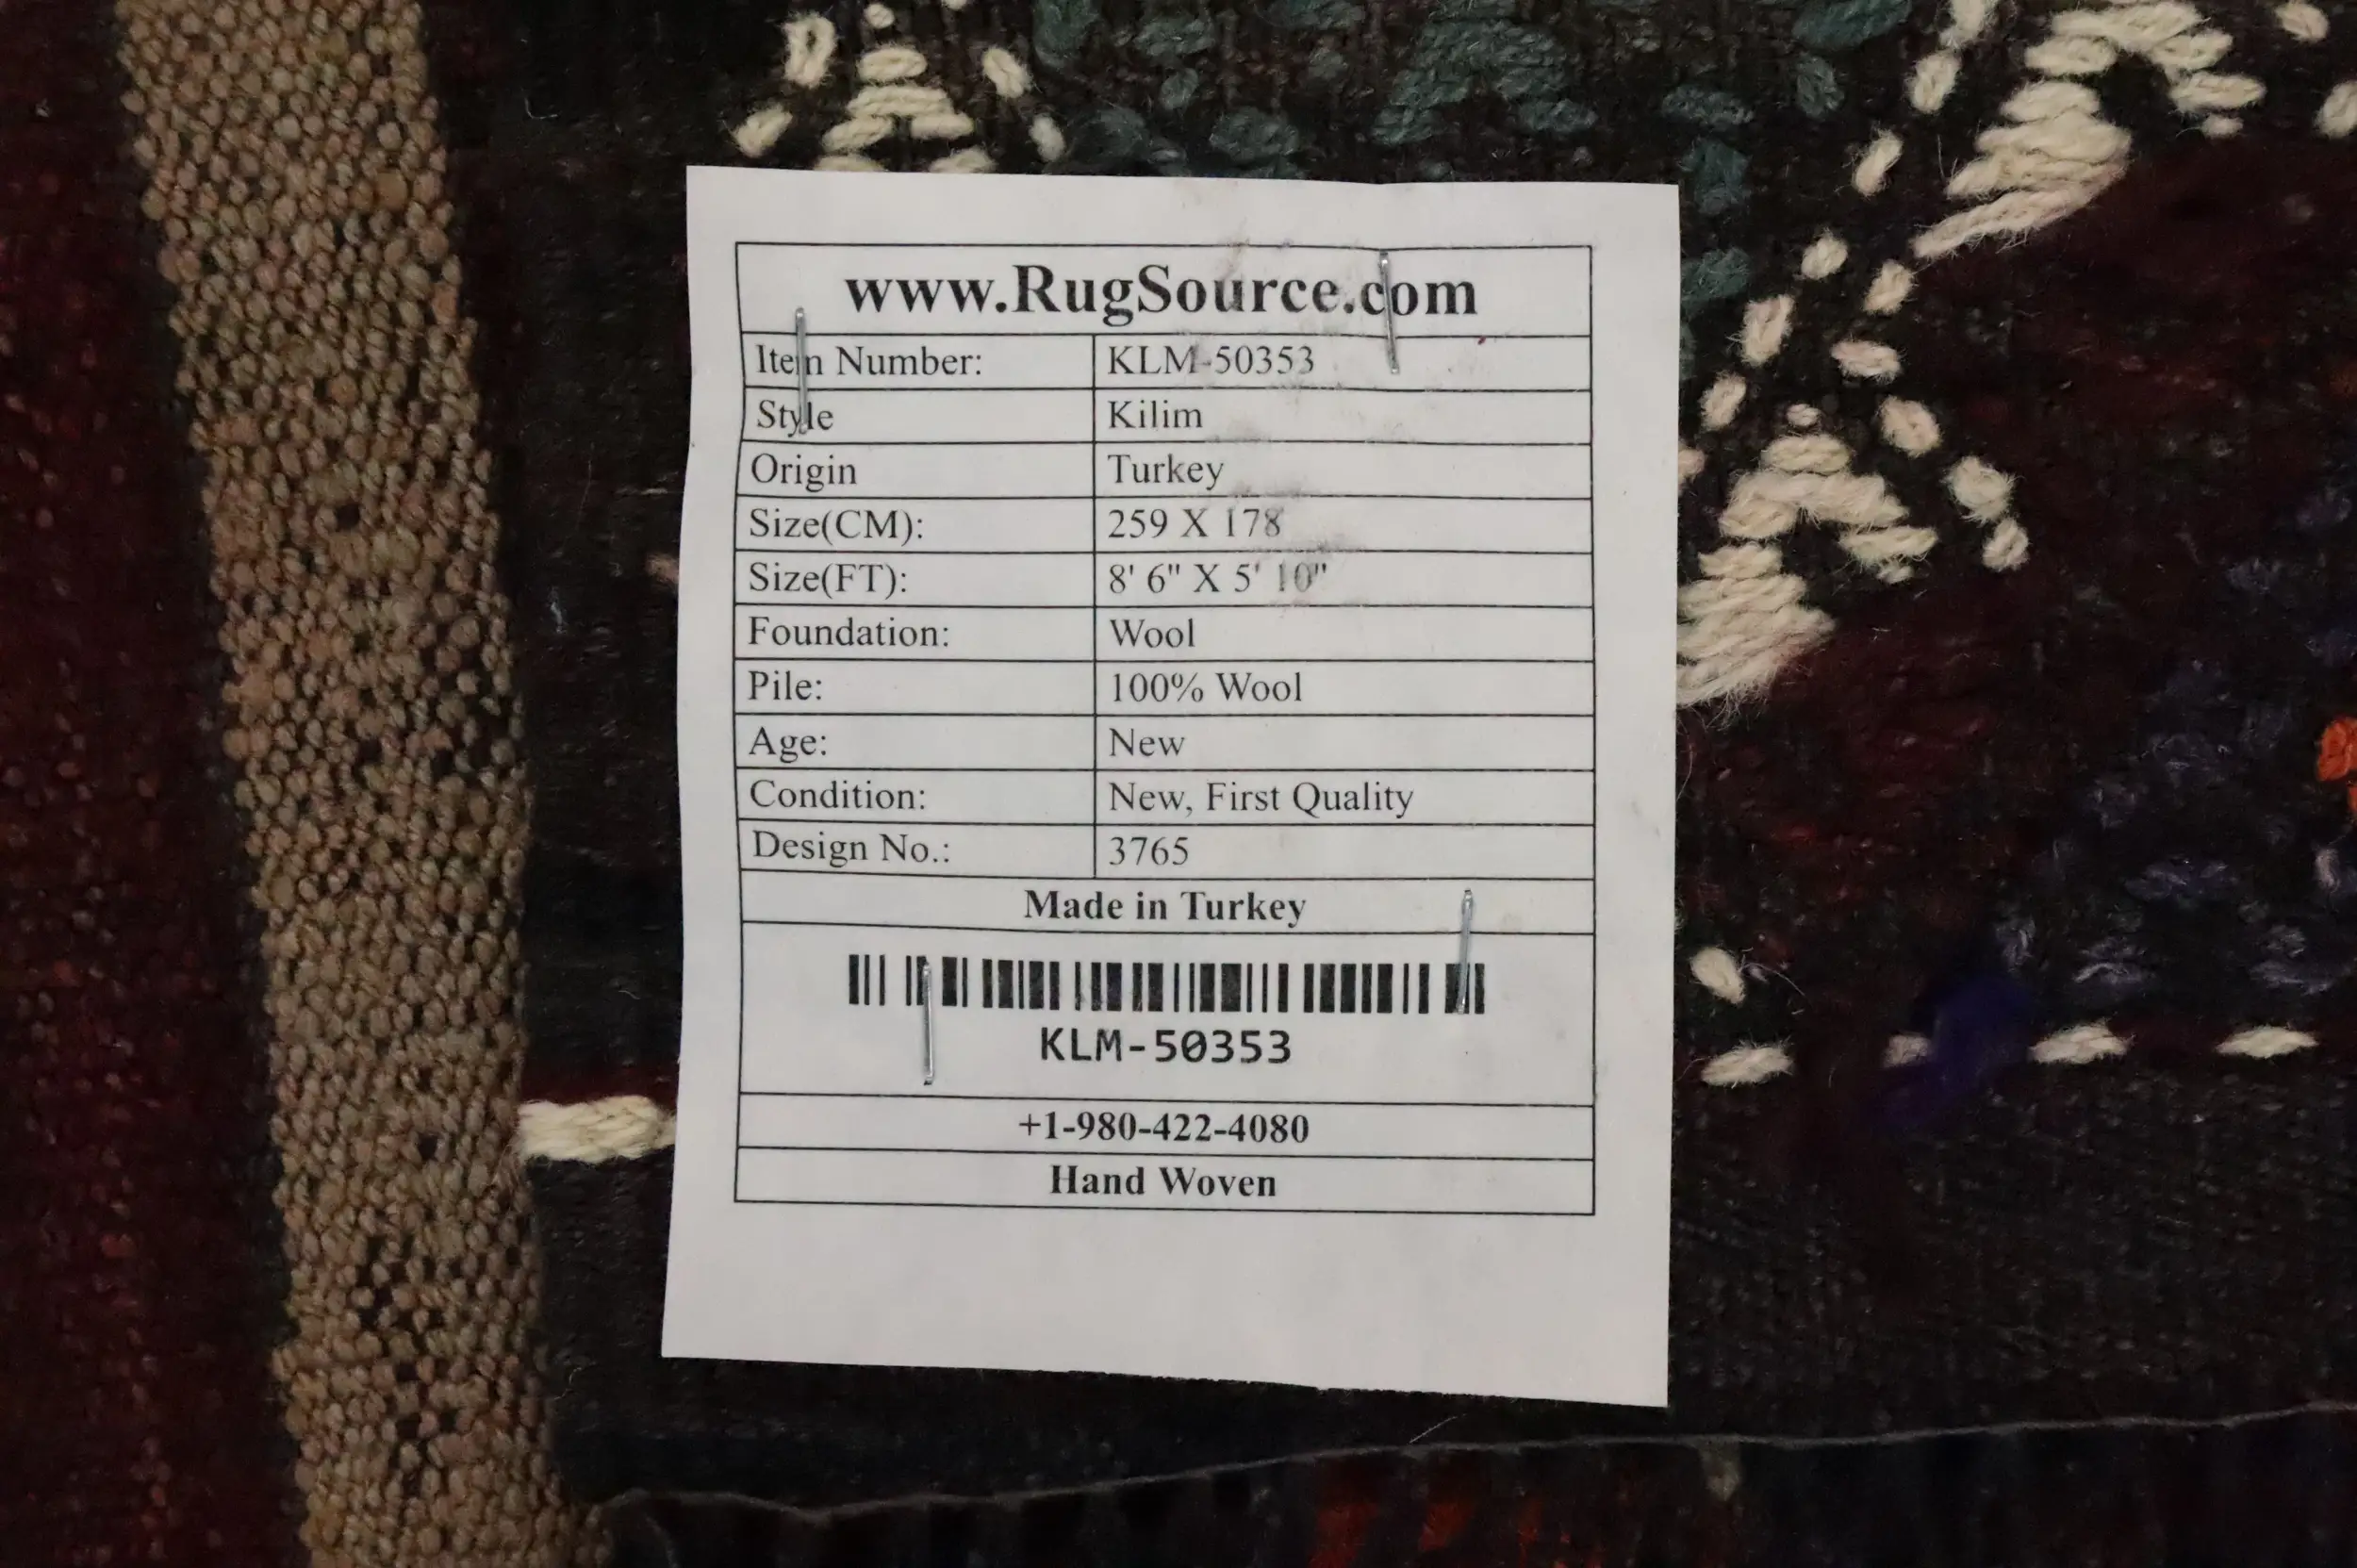 www.RugSource.com
Item Number: KLM-50353
Style Kilim
Origin Turkey
Size(CM): 259 X 178
Size(FT): 8' 6" X 5' 10"
Foundation: Wool
Pile: 100% Wool
Age: New
Condition: New, First Quality
Design No.: 3765
Made in Turkey
KLM-50353
+1-980-422-4080
Hand Woven